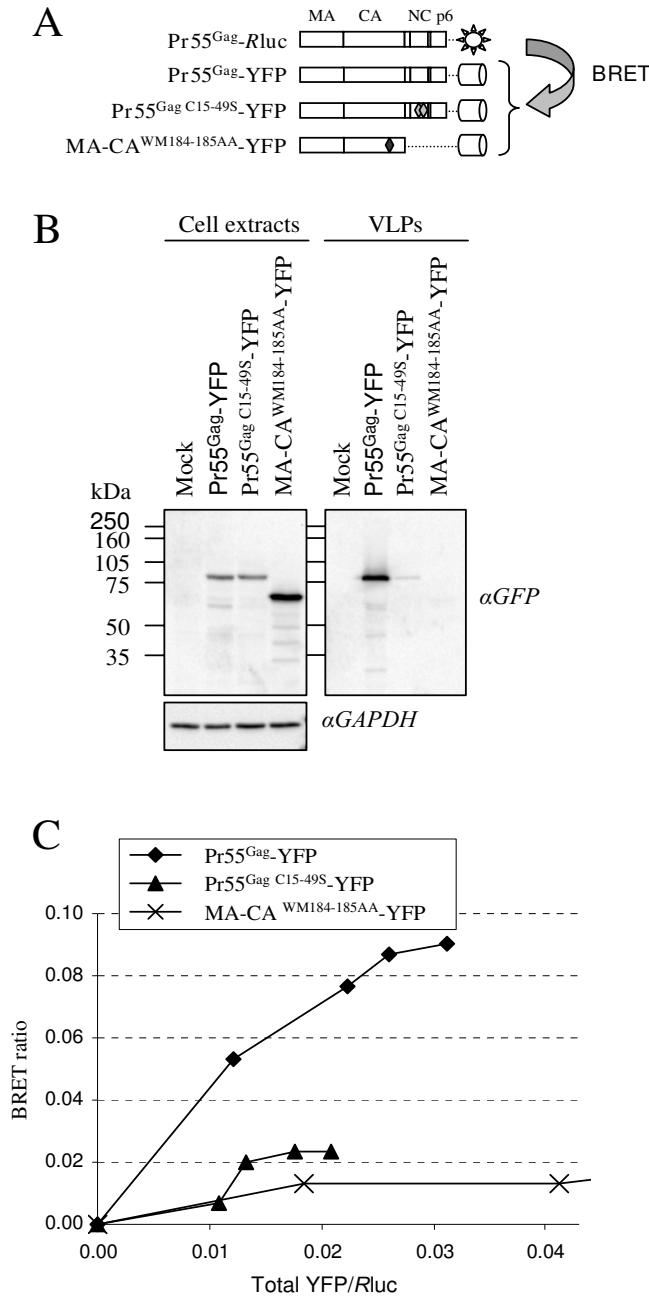 A
MA CA NC p6
Pr55Gag-Rluc
Pr55Gag-YFP
Pr55Gag C15-49S-YFP
MA-CAWM184-185AA-YFP
BRET
B
Cell extracts
VLPs
Mock
Pr55Gag-YFP
Pr55Gag C15-49S-YFP
MA-CAWM184-185AA-YFP
Mock
Pr55Gag-YFP
Pr55Gag C15-49S-YFP
MA-CAWM184-185AA-YFP
kDa
250
160
105
75
50
35
αGFP
αGAPDH
C
Pr55Gag-YFP
Pr55Gag C15-49S-YFP
MA-CA WM184-185AA-YFP
0.10
0.08
0.06
0.04
0.02
0.00
BRET ratio
0.00 0.01 0.02 0.03 0.04
Total YFP/Rluc